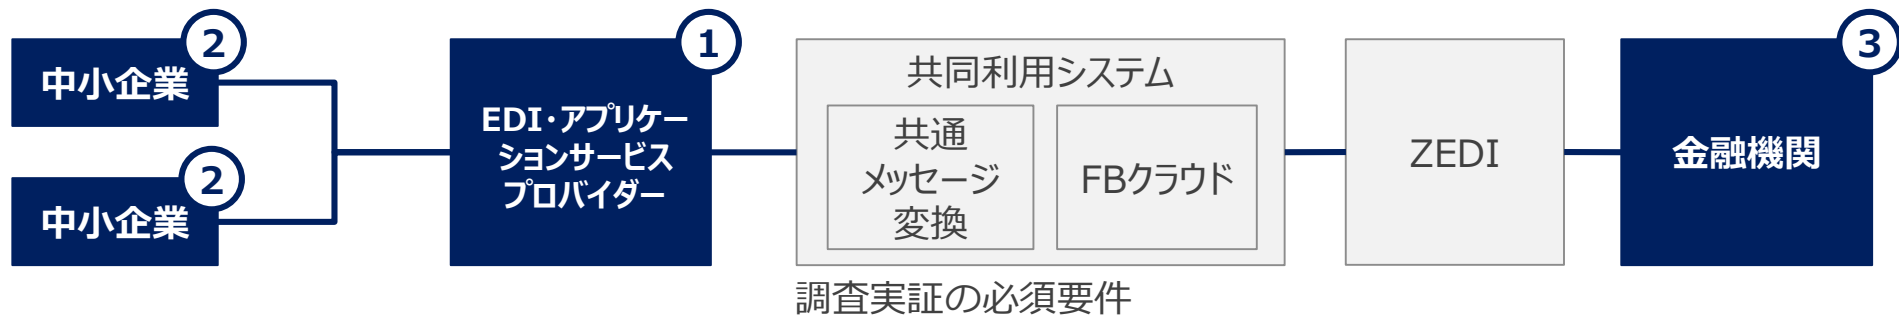 ②
中小企業
②
中小企業
①
EDI・アプリケー
ションサービス
プロバイダー
共同利用システム
共通
メッセージ
変換
FBクラウド
調査実証の必須要件
ZEDI
③
金融機関